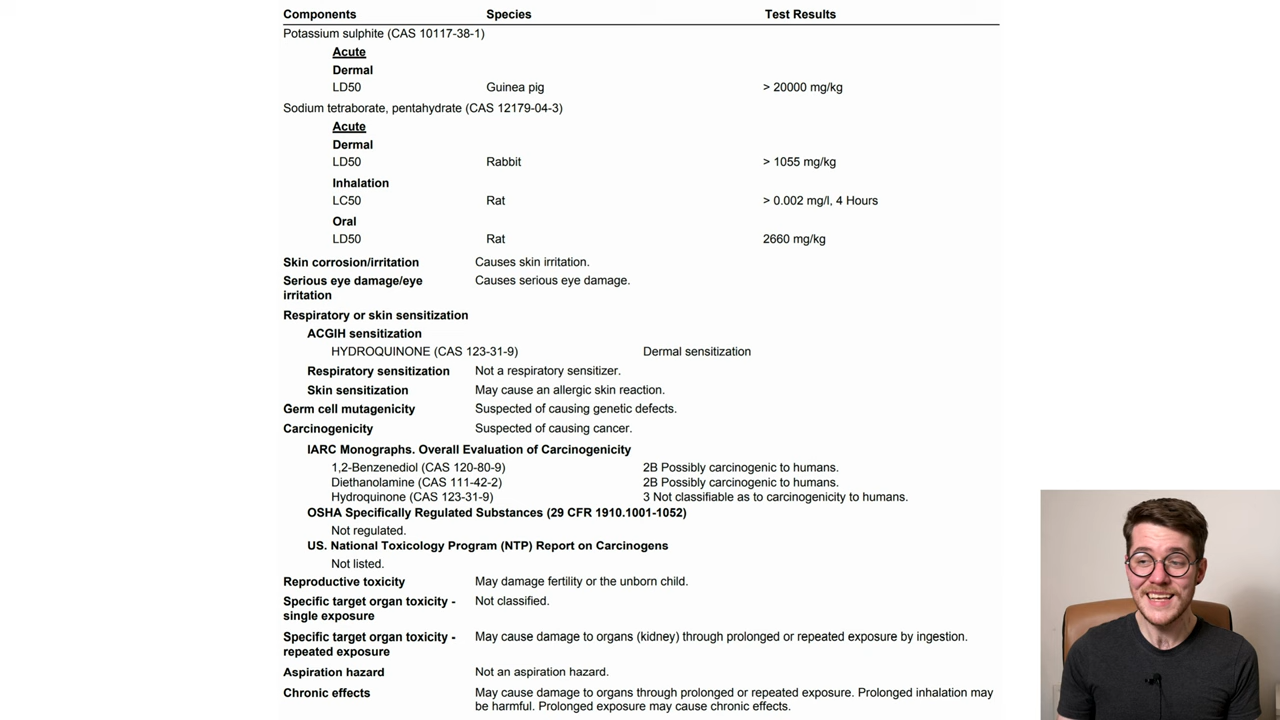 Components Species Test Results
Potassium sulphite (CAS 10117-38-1)
Acute
Dermal
LD50 Guinea pig > 20000 mg/kg
Sodium tetraborate, pentahydrate (CAS 12179-04-3)
Acute
Dermal
LD50 Rabbit > 1055 mg/kg
Inhalation
LC50 Rat > 0.002 mg/l, 4 Hours
Oral
LD50 Rat 2660 mg/kg
Skin corrosion/irritation Causes skin irritation.
Serious eye damage/eye Causes serious eye damage.
irritation
Respiratory or skin sensitization
ACGIH sensitization
HYDROQUINONE (CAS 123-31-9) Dermal sensitization
Respiratory sensitization Not a respiratory sensitizer.
Skin sensitization May cause an allergic skin reaction.
Germ cell mutagenicity Suspected of causing genetic defects.
Carcinogenicity Suspected of causing cancer.
IARC Monographs. Overall Evaluation of Carcinogenicity
1,2-Benzenediol (CAS 120-80-9) 2B Possibly carcinogenic to humans.
Diethanolamine (CAS 111-42-2) 2B Possibly carcinogenic to humans.
Hydroquinone (CAS 123-31-9) 3 Not classifiable as to carcinogenicity to humans.
OSHA Specifically Regulated Substances (29 CFR 1910.1001-1052)
Not regulated.
US. National Toxicology Program (NTP) Report on Carcinogens
Not listed.
Reproductive toxicity May damage fertility or the unborn child.
Specific target organ toxicity - Not classified.
single exposure
Specific target organ toxicity - May cause damage to organs (kidney) through prolonged or repeated exposure by ingestion.
repeated exposure
Aspiration hazard Not an aspiration hazard.
Chronic effects May cause damage to organs through prolonged or repeated exposure. Prolonged inhalation may
be harmful. Prolonged exposure may cause chronic effects.